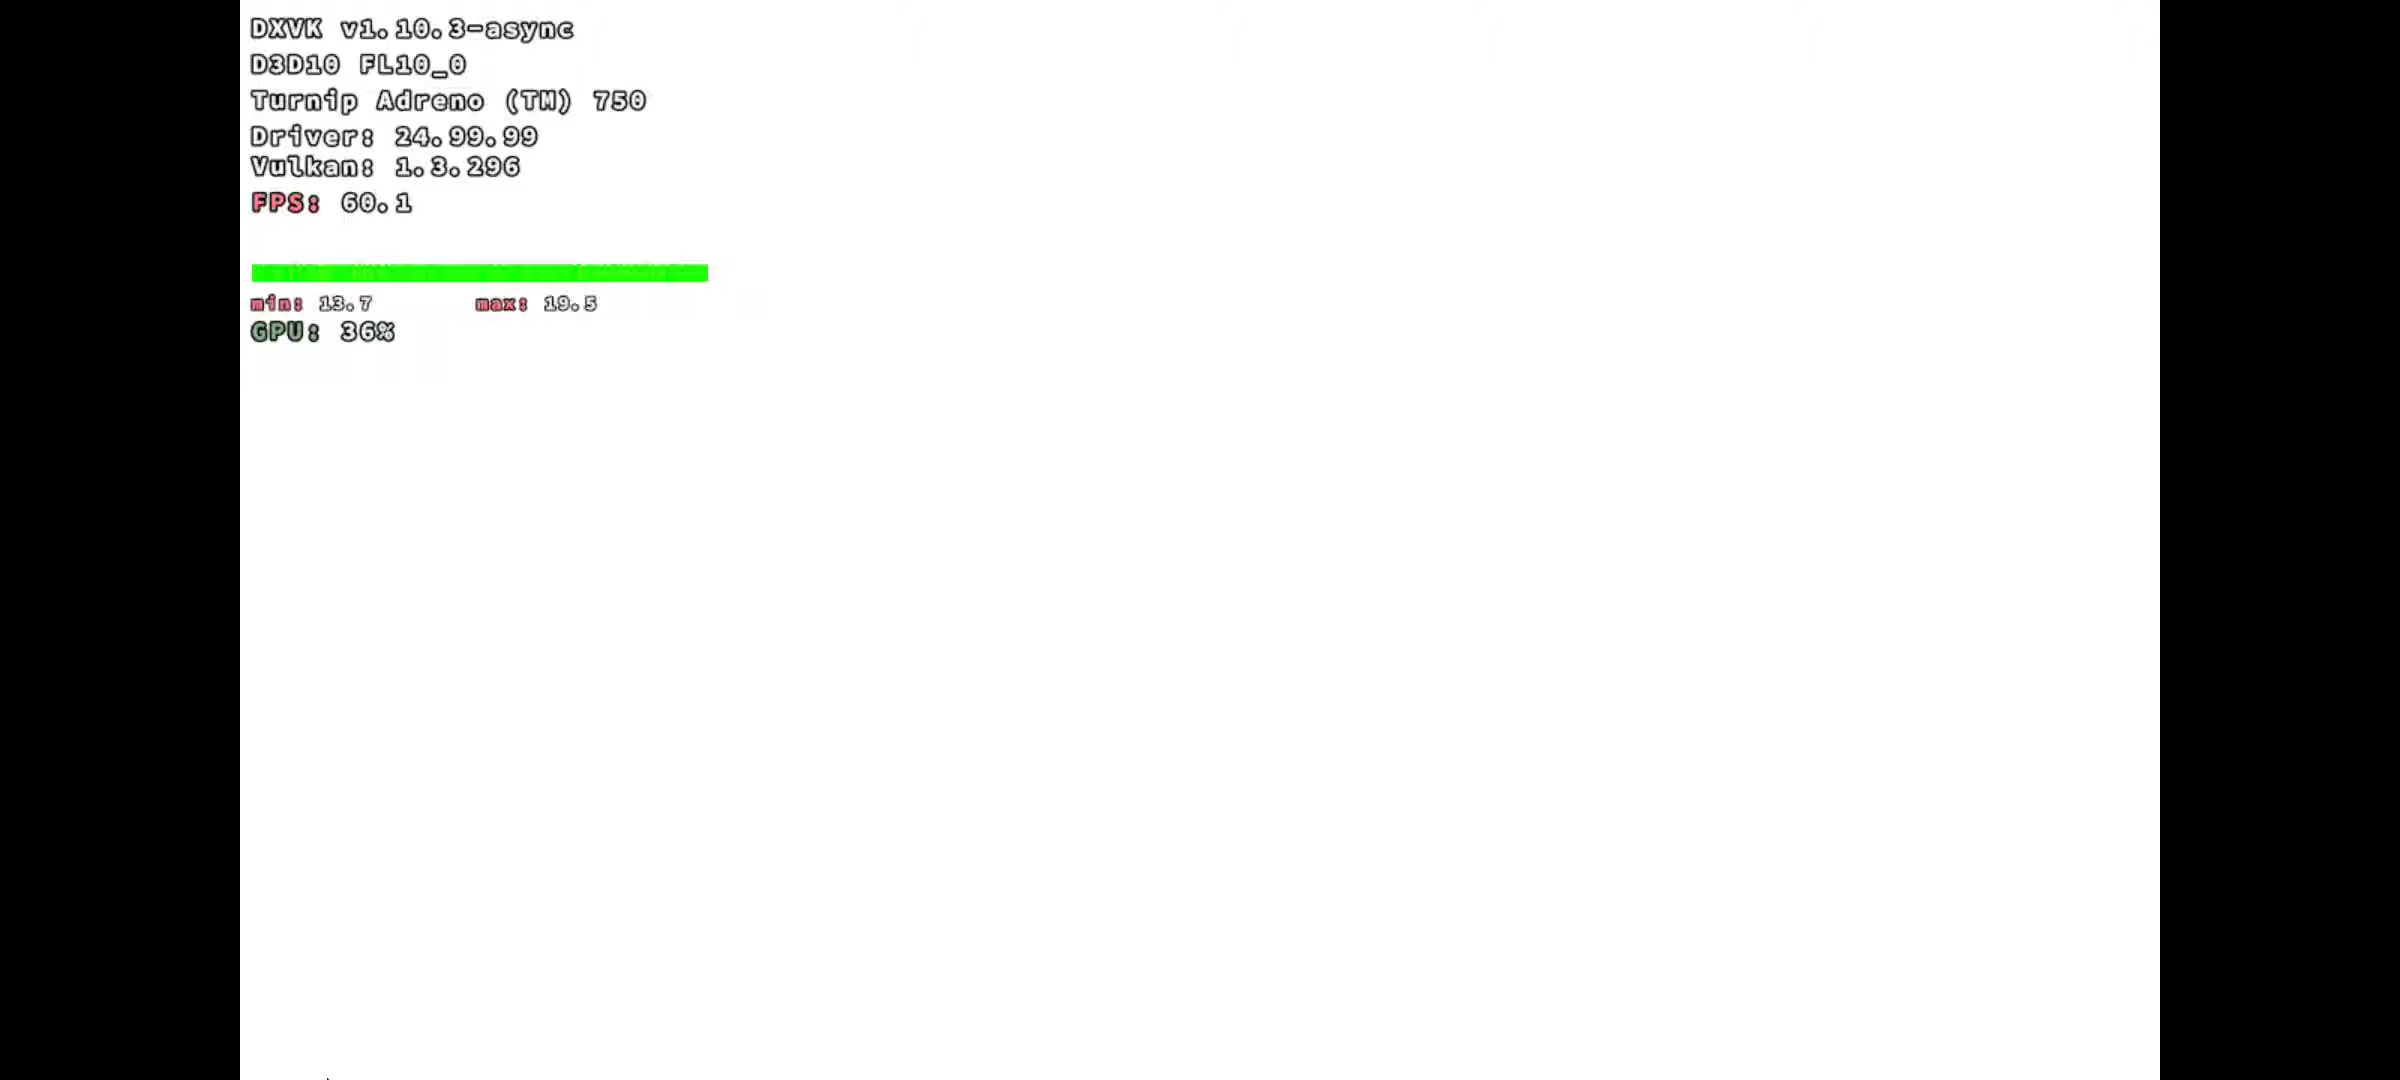 DXVK v1.10.3-async
D3D10 FL10_0
Turnip Adreno (TM) 750
Driver: 24.99.99
Vulkan: 1.3.296
FPS: 60.1
min: 13.7 max: 19.5
GPU: 36%